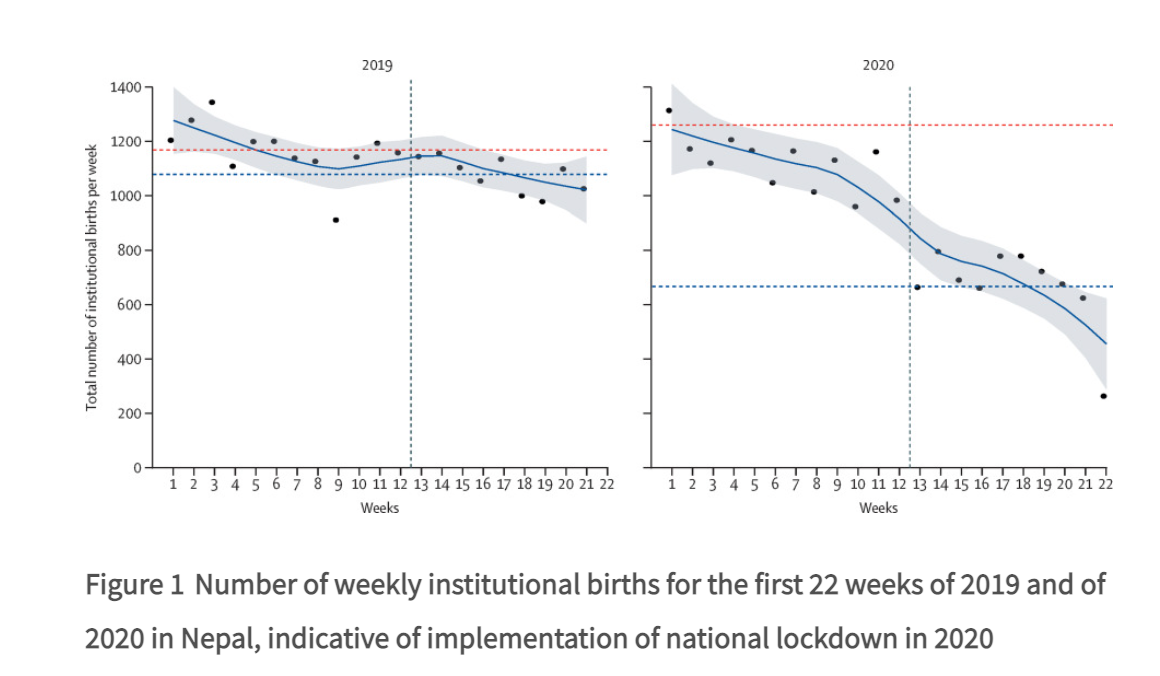 2019
2020
1400
1200
1000
800
600
400
200
0
Total number of institutional births per week
1 2 3 4 5 6 7 8 9 10 11 12 13 14 15 16 17 18 19 20 21 22
Weeks
1 2 3 4 5 6 7 8 9 10 11 12 13 14 15 16 17 18 19 20 21 22
Weeks
Figure 1 Number of weekly institutional births for the first 22 weeks of 2019 and of
2020 in Nepal, indicative of implementation of national lockdown in 2020